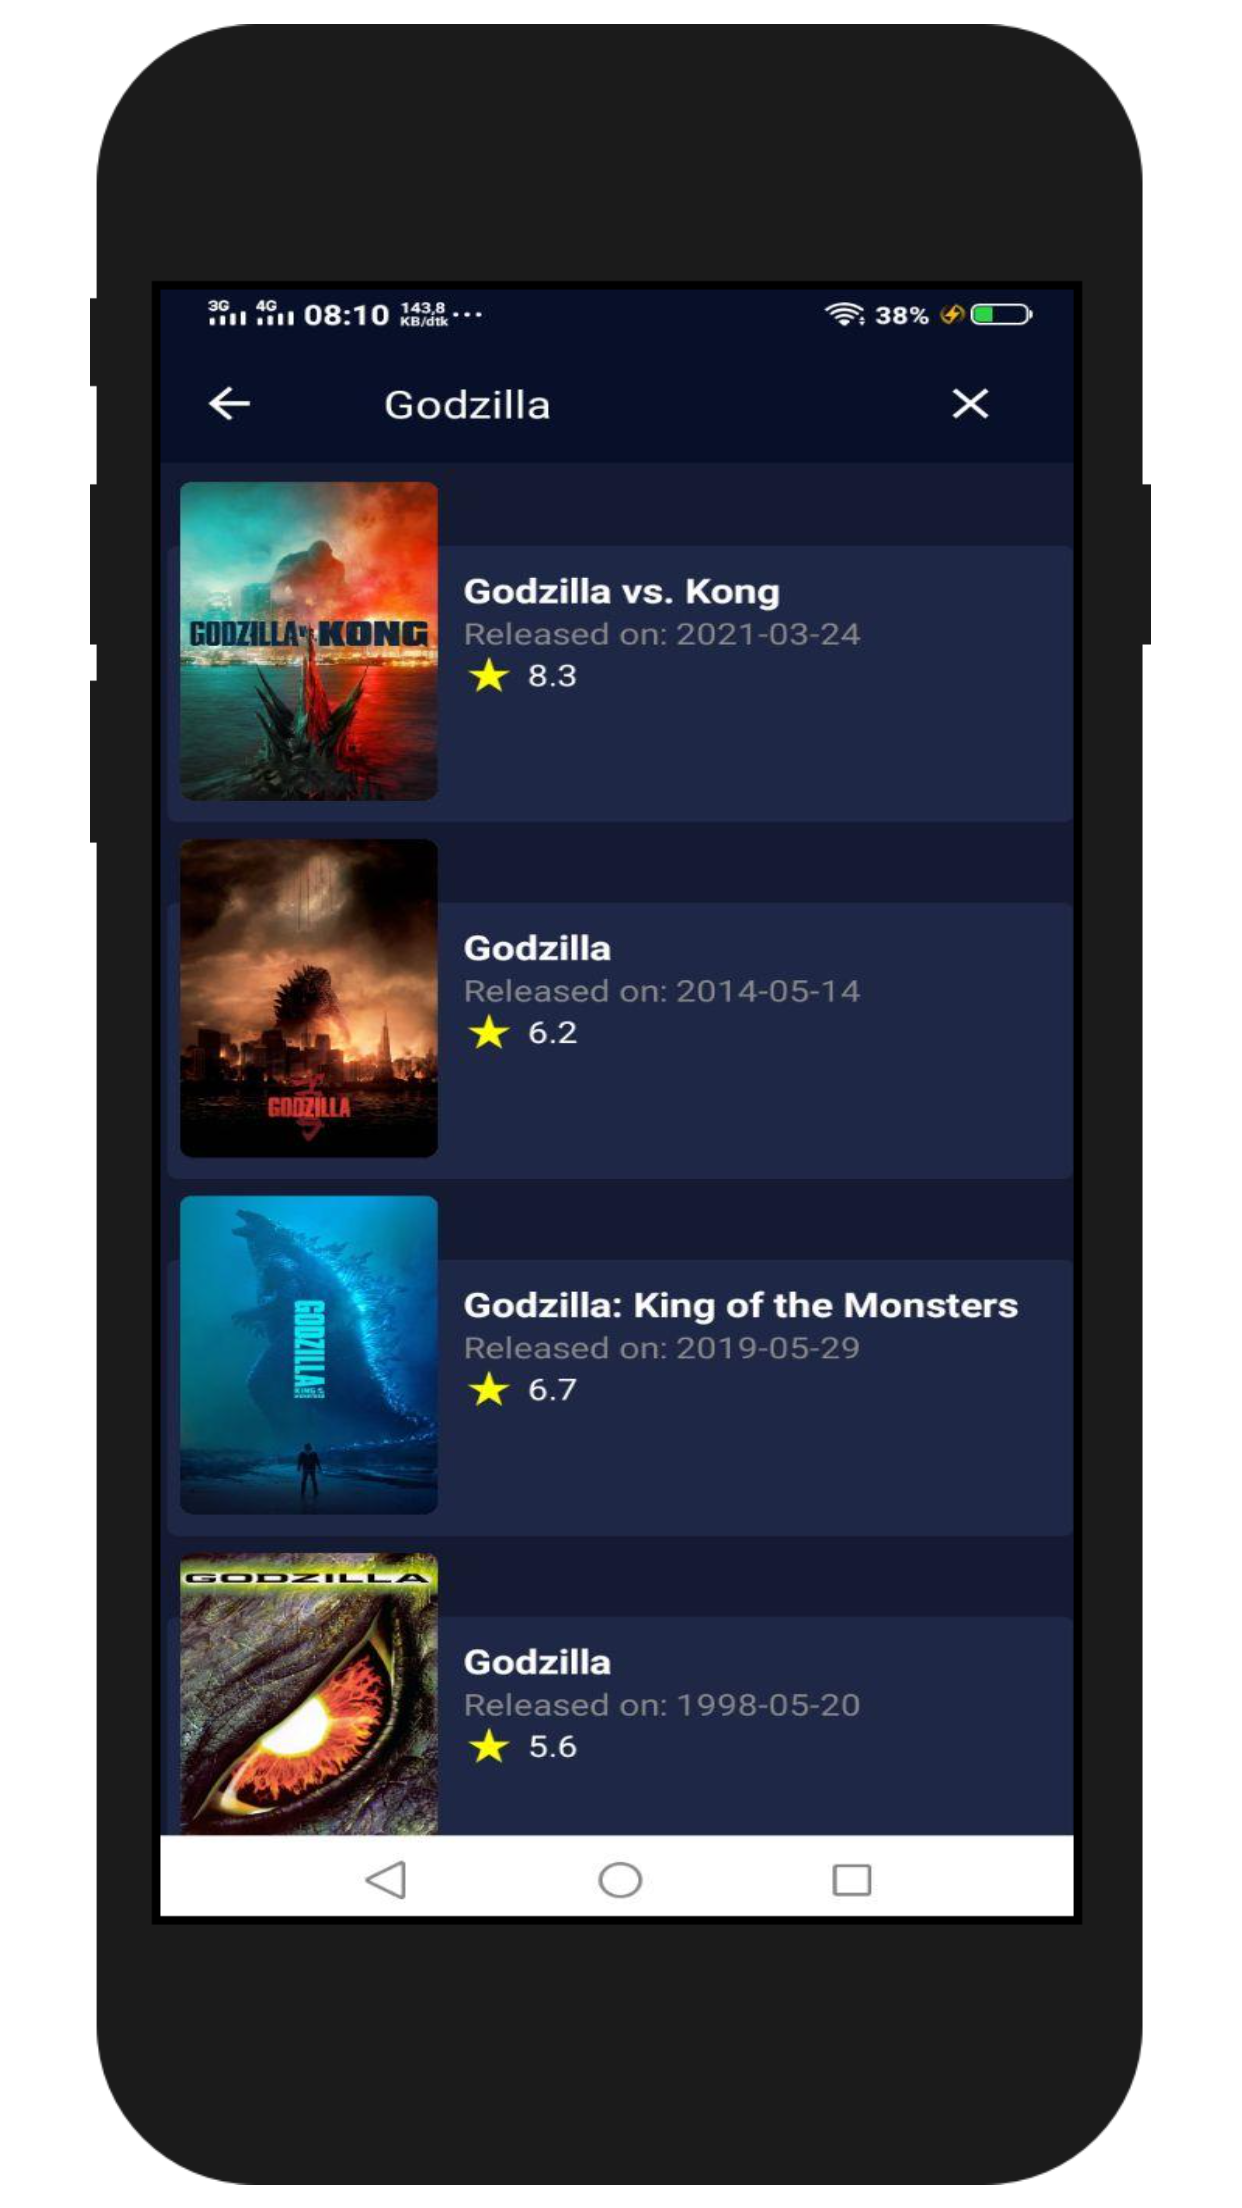 3G 4G 08:10 143,8 KB/dtk ... 38%
Godzilla
GODZILLA VS. KONG
Godzilla vs. Kong
Released on: 2021-03-24
8.3
GODZILLA
Godzilla
Released on: 2014-05-14
6.2
GODZILLA
KING OF THE
MONSTERS
Godzilla: King of the Monsters
Released on: 2019-05-29
6.7
GODZILLA
Godzilla
Released on: 1998-05-20
5.6